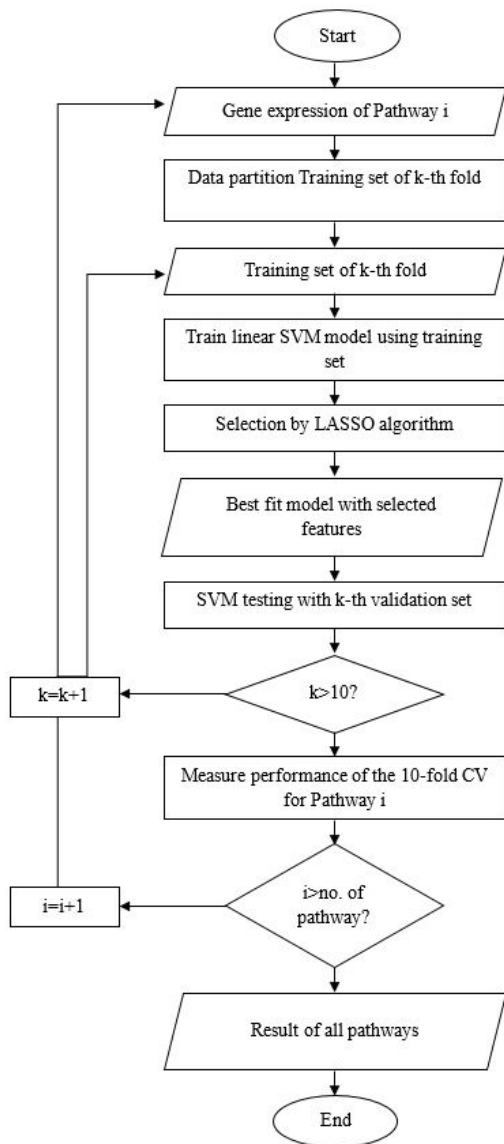 Start
Gene expression of Pathway i
Data partition Training set of k-th fold
Training set of k-th fold
Train linear SVM model using training
set
Selection by LASSO algorithm
Best fit model with selected
features
SVM testing with k-th validation set
k=k+1
k>10?
Measure performance of the 10-fold CV
for Pathway i
i=i+1
i>no. of
pathway?
Result of all pathways
End